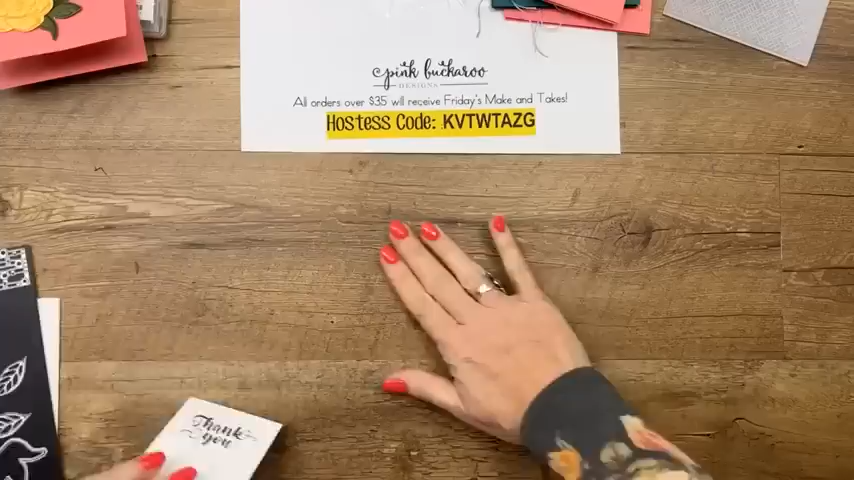 pink buckaroo
DESIGNS
All orders over $35 will receive Friday's Make and Takes!
Hostess Code: KVTWTAZG
Thank
you